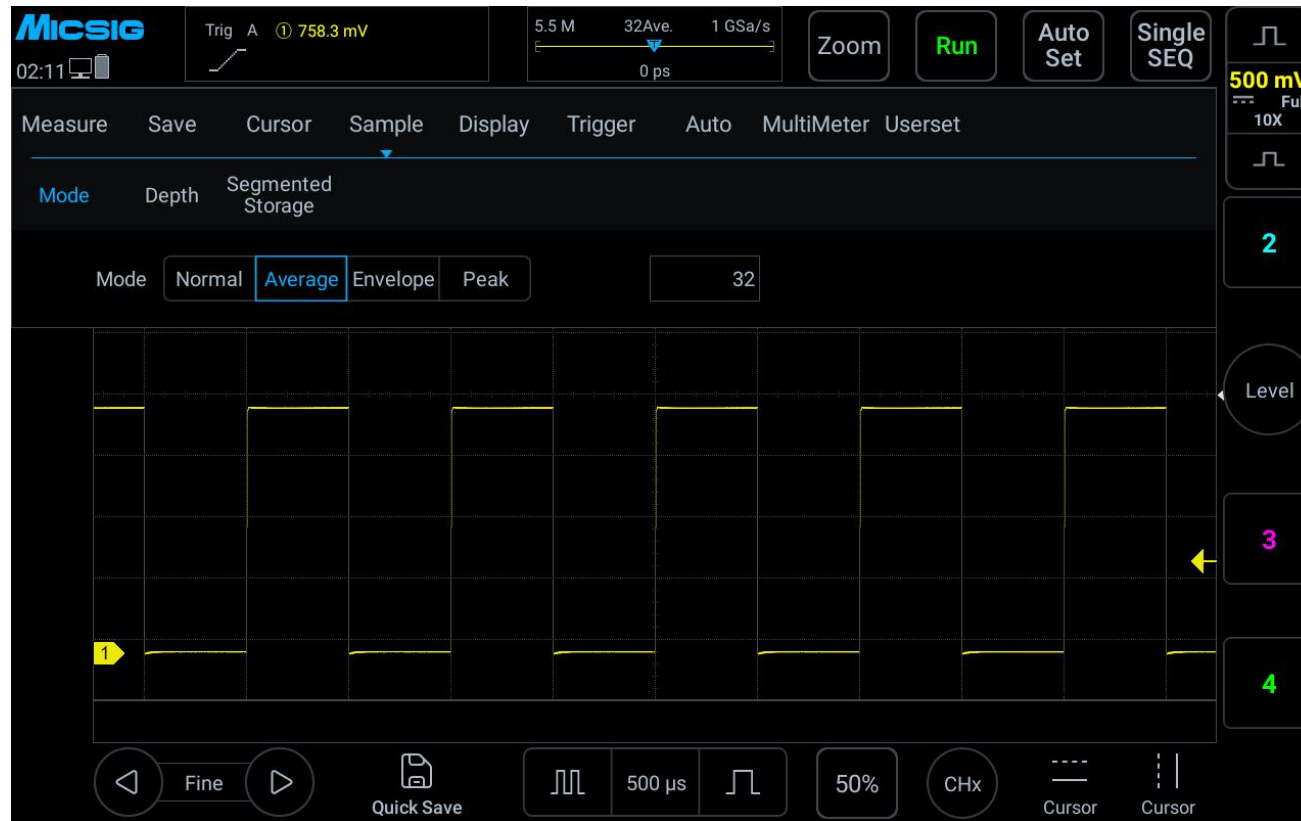 MICSIG
02:11
Trig A ① 758.3 mV
5.5 M 32Ave. 1 GSa/s
T
0 ps
Zoom
Run
Auto
Set
Single
SEQ
500 mV
Measure Save Cursor Sample Display Trigger Auto MultiMeter Userset
10X
Mode Depth Segmented
Storage
2
Mode Normal Average Envelope Peak 32
Level
3
1
4
Fine
Quick Save
500 µs
50%
CHx
Cursor
Cursor